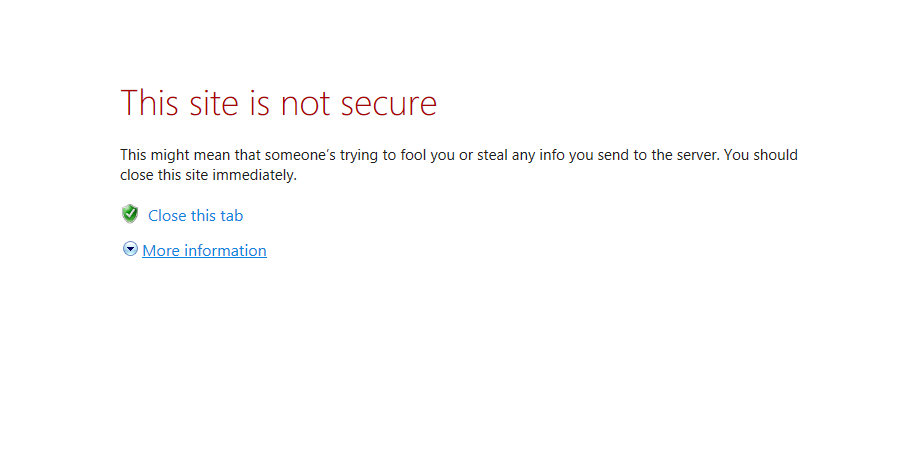 This site is not secure
This might mean that someone’s trying to fool you or steal any info you send to the server. You should
close this site immediately.
Close this tab
More information